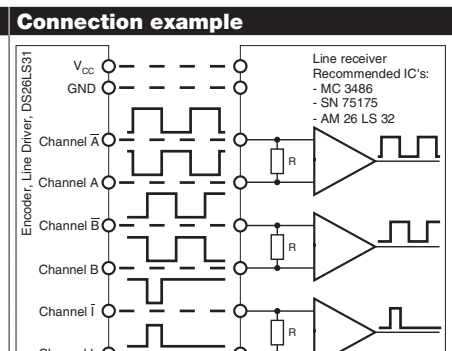 Connection example
Encoder, Line Driver, DS26LS31
V_CC
GND
Channel A̅
Channel A
Channel B̅
Channel B
Channel I̅
Line receiver
Recommended IC's:
- MC 3486
- SN 75175
- AM 26 LS 32
R
R
R